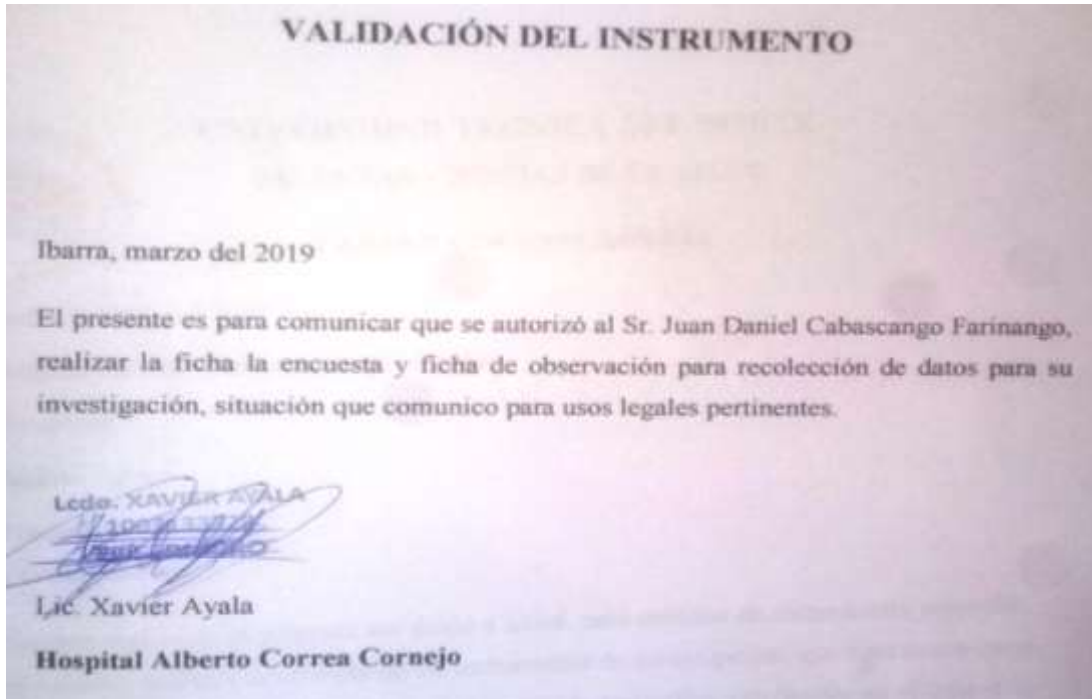 VALIDACIÓN DEL INSTRUMENTO
Ibarra, marzo del 2019
El presente es para comunicar que se autorizó al Sr. Juan Daniel Cabascango Farinango,
realizar la ficha la encuesta y ficha de observación para recolección de datos para su
investigación, situación que comunico para usos legales pertinentes.
Lcdo. XAVIER AYALA
Lic. Xavier Ayala
Hospital Alberto Correa Cornejo